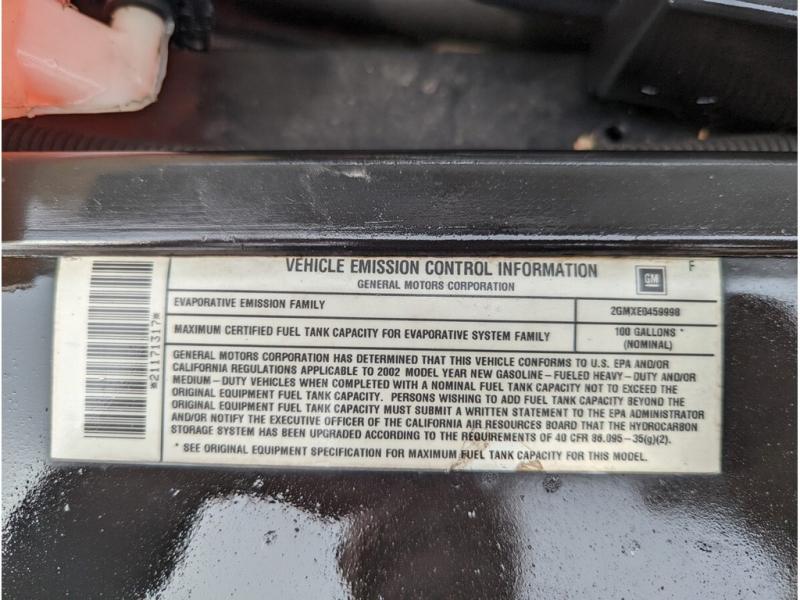 VEHICLE EMISSION CONTROL INFORMATION
F
GENERAL MOTORS CORPORATION
GM
EVAPORATIVE EMISSION FAMILY
2GMXE0459998
MAXIMUM CERTIFIED FUEL TANK CAPACITY FOR EVAPORATIVE SYSTEM FAMILY
100 GALLONS *
(NOMINAL)
*21171317*
GENERAL MOTORS CORPORATION HAS DETERMINED THAT THIS VEHICLE CONFORMS TO U.S. EPA AND/OR
CALIFORNIA REGULATIONS APPLICABLE TO 2002 MODEL YEAR NEW GASOLINE-FUELED HEAVY-DUTY AND/OR
MEDIUM-DUTY VEHICLES WHEN COMPLETED WITH A NOMINAL FUEL TANK CAPACITY NOT TO EXCEED THE
ORIGINAL EQUIPMENT FUEL TANK CAPACITY. PERSONS WISHING TO ADD FUEL TANK CAPACITY BEYOND THE
ORIGINAL EQUIPMENT FUEL TANK CAPACITY MUST SUBMIT A WRITTEN STATEMENT TO THE EPA ADMINISTRATOR
AND/OR NOTIFY THE EXECUTIVE OFFICER OF THE CALIFORNIA AIR RESOURCES BOARD THAT THE HYDROCARBON
STORAGE SYSTEM HAS BEEN UPGRADED ACCORDING TO THE REQUIREMENTS OF 40 CFR 86.095-35(g)(2).
* SEE ORIGINAL EQUIPMENT SPECIFICATION FOR MAXIMUM FUEL TANK CAPACITY FOR THIS MODEL.